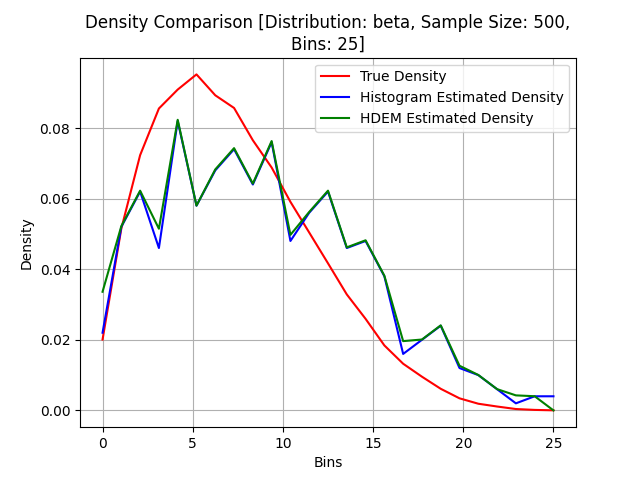 Density Comparison [Distribution: beta, Sample Size: 500,
Bins: 25]
True Density
Histogram Estimated Density
HDEM Estimated Density
Density
0.08
0.06
0.04
0.02
0.00
0 5 10 15 20 25
Bins